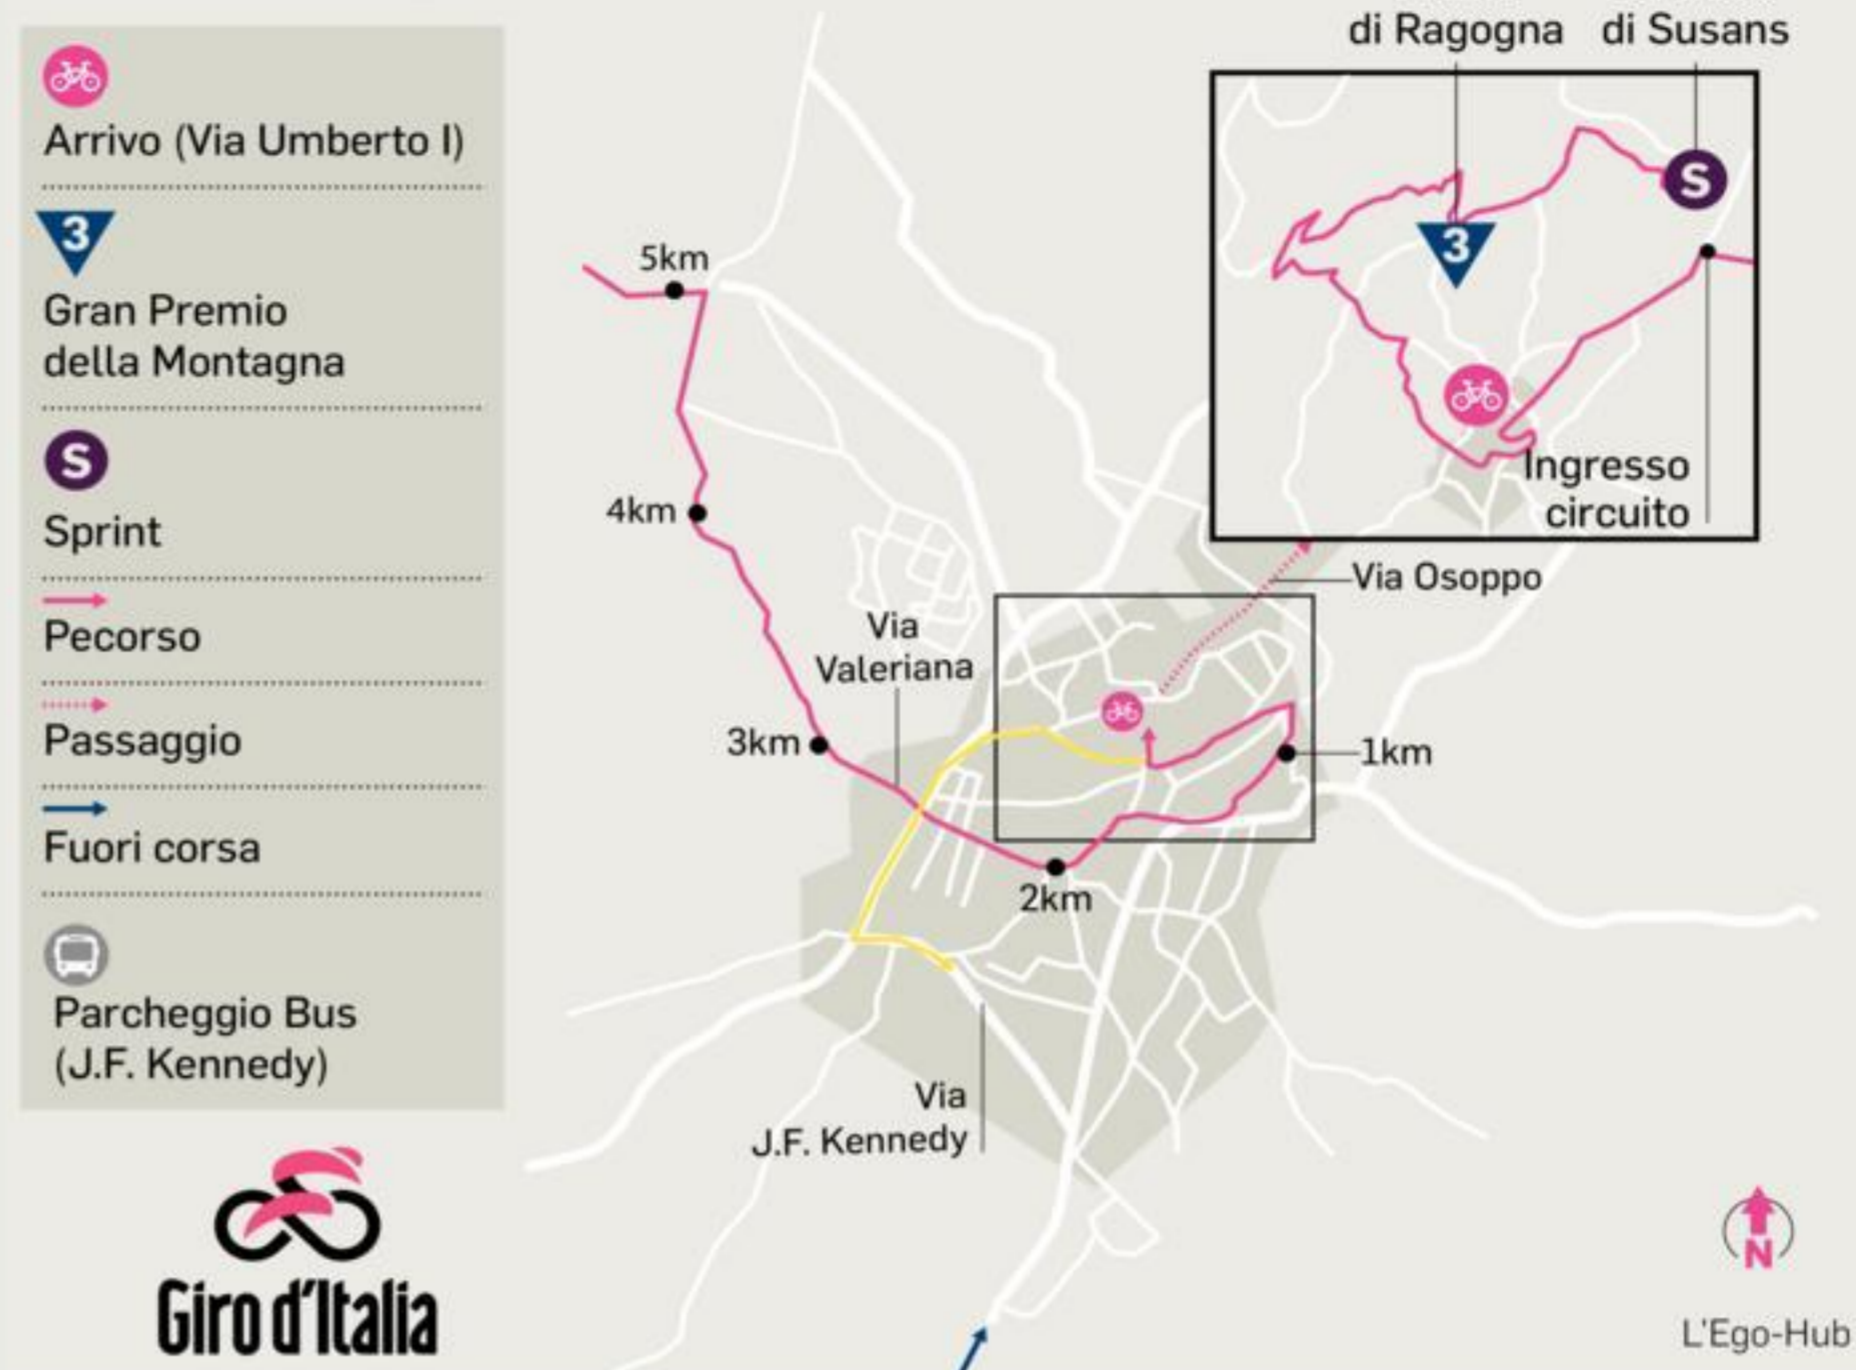 di Ragogna
di Susans
Arrivo (Via Umberto I)
3
Gran Premio
della Montagna
S
Sprint
Pecorso
Passaggio
Fuori corsa
Parcheggio Bus
(J.F. Kennedy)
Giro d'Italia
5km
4km
Via
Valeriana
3km
2km
1km
Via Osoppo
Via
J.F. Kennedy
S
3
Ingresso
circuito
N
L'Ego-Hub